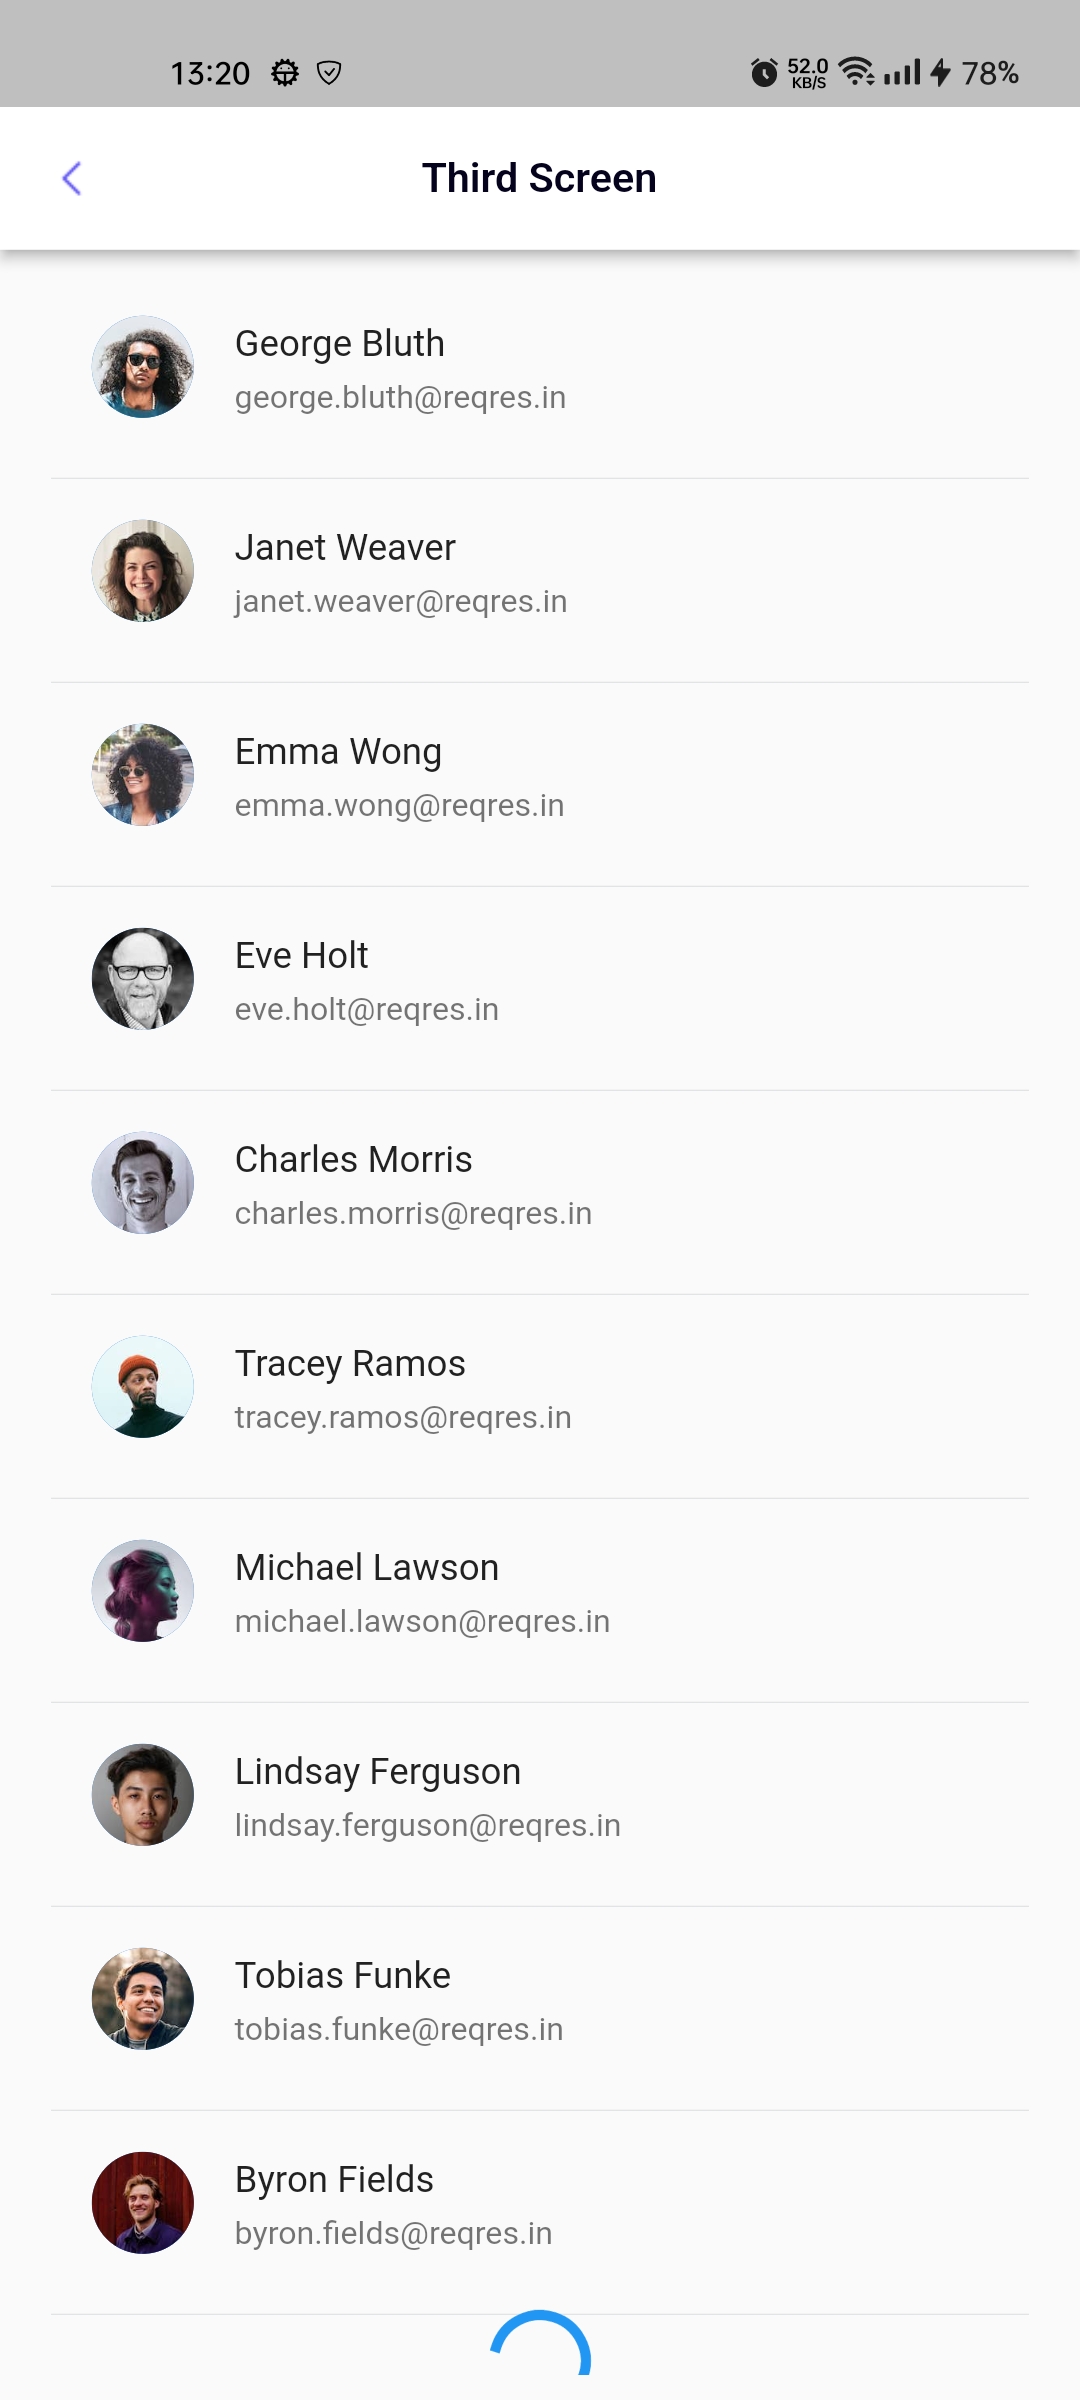 13:20 52.0 KB/S 78%
Third Screen
George Bluth
george.bluth@reqres.in
Janet Weaver
janet.weaver@reqres.in
Emma Wong
emma.wong@reqres.in
Eve Holt
eve.holt@reqres.in
Charles Morris
charles.morris@reqres.in
Tracey Ramos
tracey.ramos@reqres.in
Michael Lawson
michael.lawson@reqres.in
Lindsay Ferguson
lindsay.ferguson@reqres.in
Tobias Funke
tobias.funke@reqres.in
Byron Fields
byron.fields@reqres.in